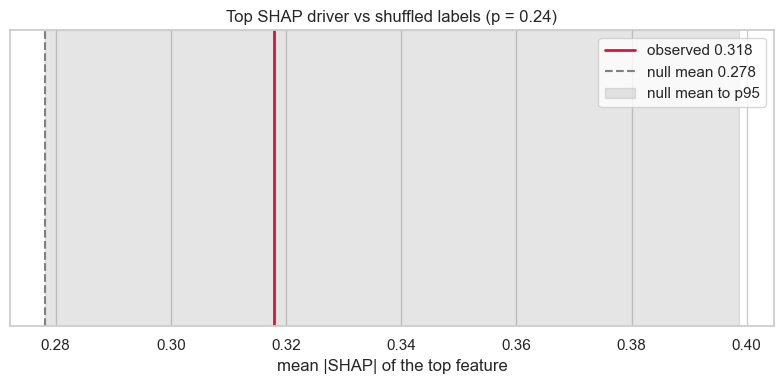 Top SHAP driver vs shuffled labels (p = 0.24)
observed 0.318
null mean 0.278
null mean to p95
0.28 0.30 0.32 0.34 0.36 0.38 0.40
mean |SHAP| of the top feature